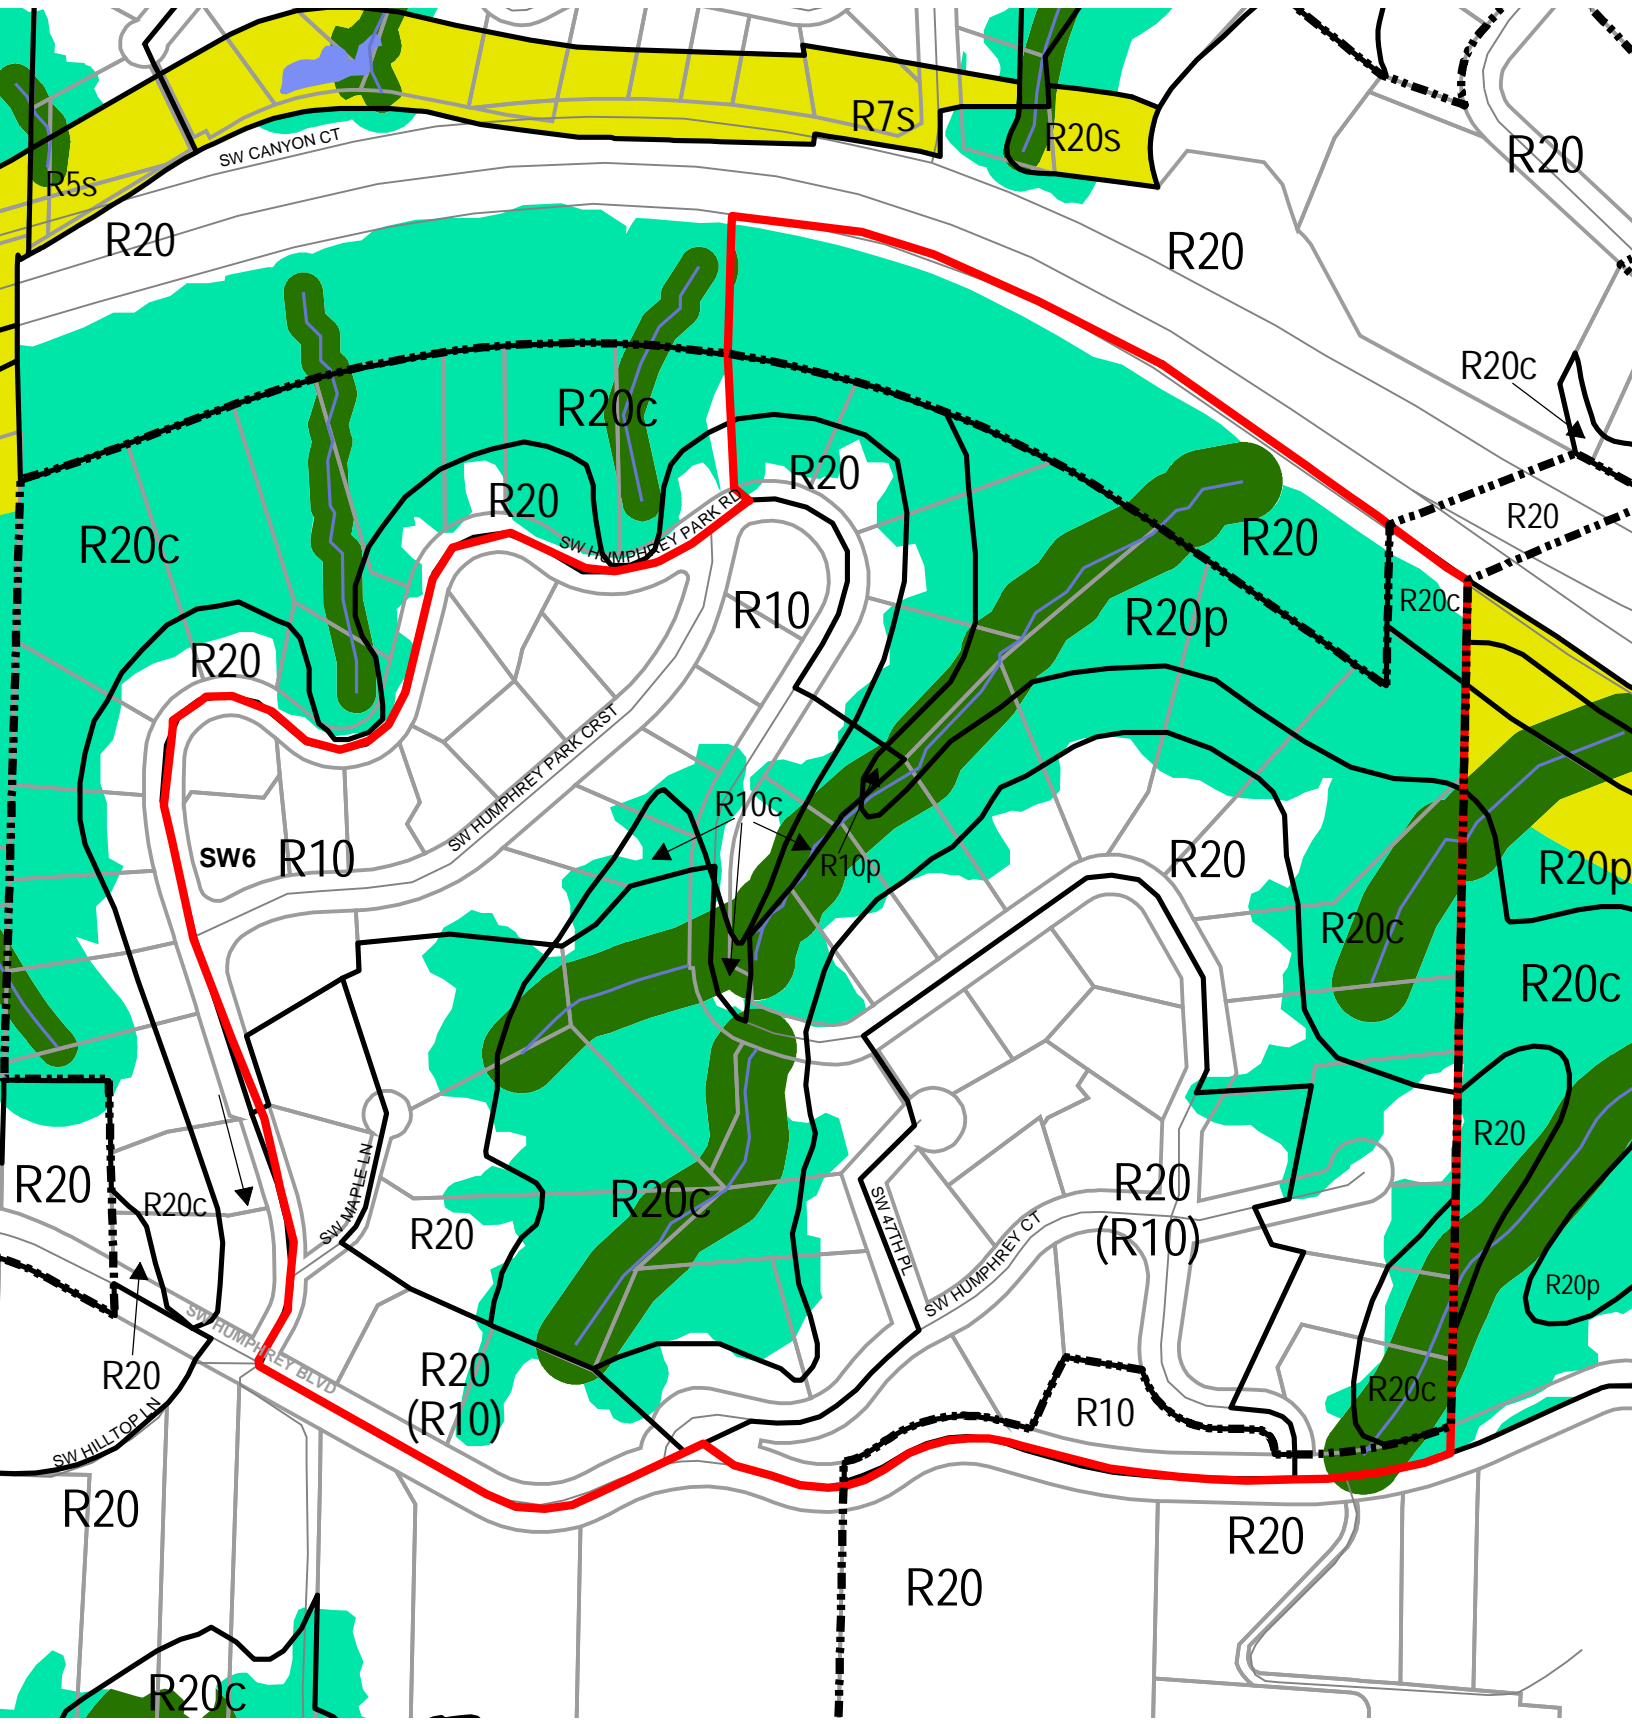 R7s
R20s
SW CANYON CT
R5s
R20
R20
R20
R20c
R20c
R20
R20
R20
R20c
SW HUMPHREY PARK RD
R20
R20c
R10
R20p
R20
SW HUMPHREY PARK CRST
R10c
R10p
SW6
R10
R20
R20p
R20c
R20c
R20
R20
R20c
SW MAPLE LN
R20
R20c
SW 47TH PL
R20
(R10)
SW HUMPHREY CT
R20p
SW HUMPHREY BLVD
R20
R20
(R10)
R20c
R10
SW HILLTOP LN
R20
R20
R20
R20c